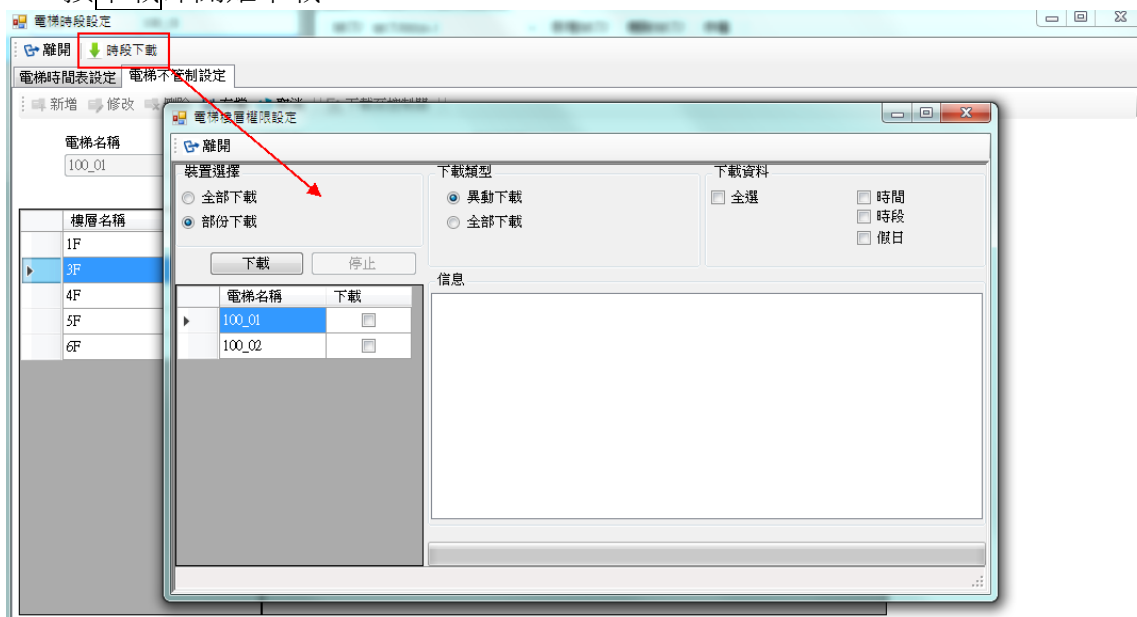 電梯時段設定
離開 時段下載
電梯時間表設定 電梯不管制設定
新增 修改
電梯名稱
100_01
樓層名稱
1F
3F
4F
5F
6F
電梯樓層權限設定
離開
裝置選擇
全部下載
部份下載
下載 停止
電梯名稱 下載
100_01
100_02
下載類型
異動下載
全部下載
下載資料
全選
時間
時段
假日
信息